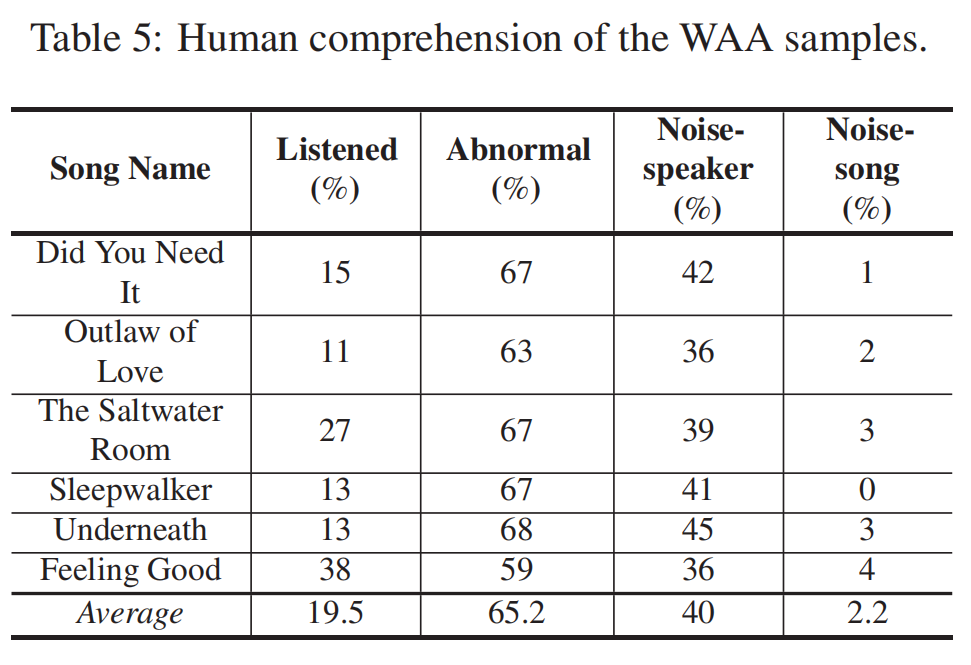 Table 5: Human comprehension of the WAA samples.
Song Name Listened (%) Abnormal (%) Noise-speaker (%) Noise-song (%)
Did You Need It 15 67 42 1
Outlaw of Love 11 63 36 2
The Saltwater Room 27 67 39 3
Sleepwalker 13 67 41 0
Underneath 13 68 45 3
Feeling Good 38 59 36 4
Average 19.5 65.2 40 2.2